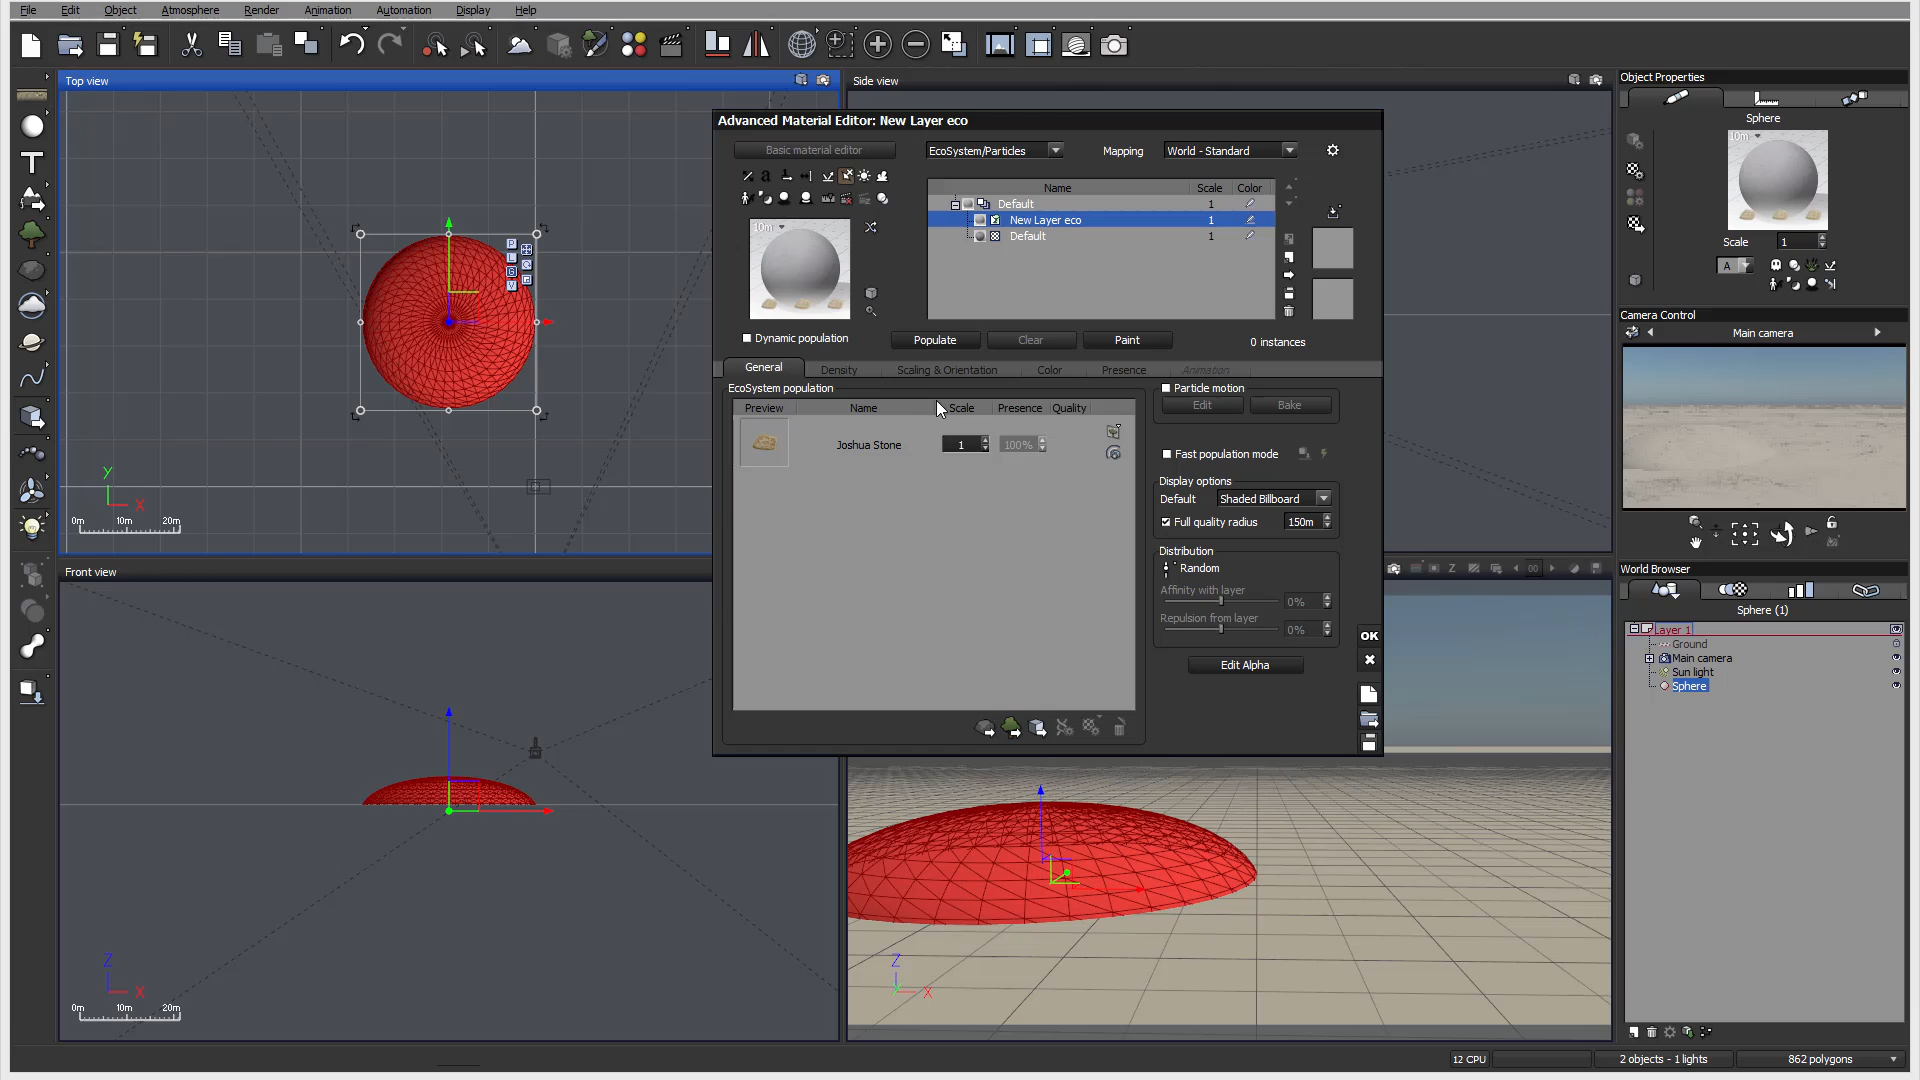 File Edit Object Atmosphere Render Animation Automation Display Help
Top view
Side view
Object Properties
Sphere
10m
Scale 1
A
Camera Control
Main camera
World Browser
Sphere (1)
Layer 1
Ground
Main camera
Sun light
Sphere
Advanced Material Editor: New Layer eco
Basic material editor
EcoSystem/Particles
Mapping
World - Standard
Name Scale Color
Default 1
New Layer eco 1
Default 1
10m
Dynamic population
Populate Clear Paint
0 instances
General Density Scaling & Orientation Color Presence Animation
EcoSystem population
Preview Name Scale Presence Quality
Joshua Stone 1 100%
Particle motion
Edit Bake
Fast population mode
Display options
Default Shaded Billboard
Full quality radius 150m
Distribution
Random
Affinity with layer
0%
Repulsion from layer
0%
Edit Alpha
OK
P
L
G
V
Y
X
0m 10m 20m
Front view
Z
X
0m 10m 20m
Z
X
12 CPU
2 objects - 1 lights
862 polygons